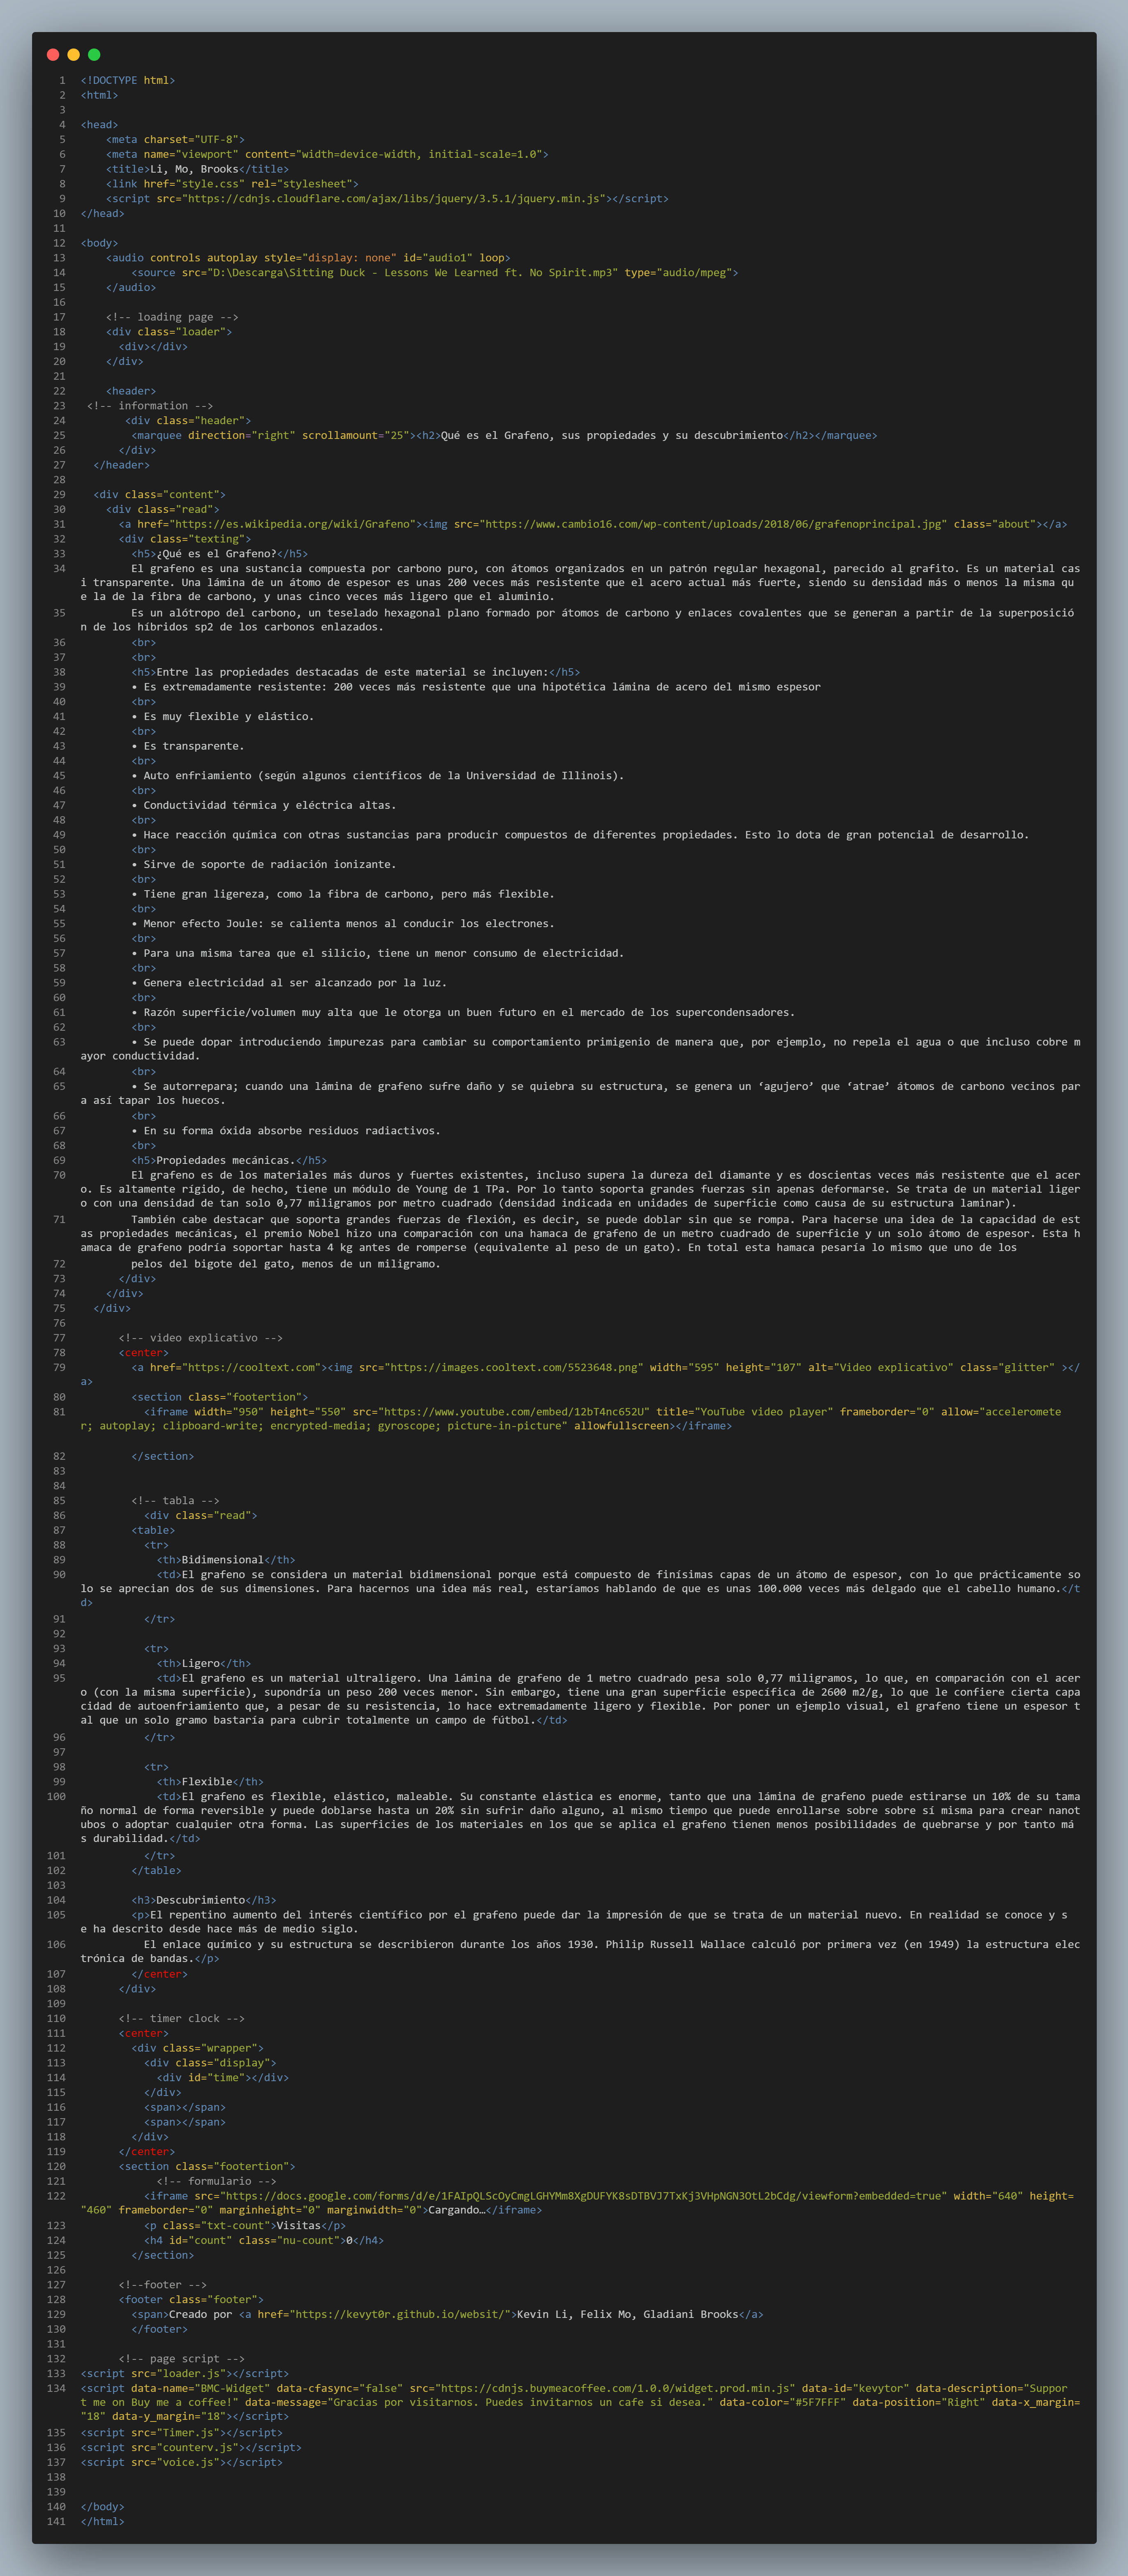 1 <!DOCTYPE html>
2 <html>
3
4 <head>
5 <meta charset="UTF-8">
6 <meta name="viewport" content="width=device-width, initial-scale=1.0">
7 <title>Li, Mo, Brooks</title>
8 <link href="style.css" rel="stylesheet">
9 <script src="https://cdnjs.cloudflare.com/ajax/libs/jquery/3.5.1/jquery.min.js"></script>
10 </head>
11
12 <body>
13 <audio controls autoplay style="display: none" id="audio1" loop>
14 <source src="D:\Descarga\Sitting Duck - Lessons We Learned ft. No Spirit.mp3" type="audio/mpeg">
15 </audio>
16
17 <!-- loading page -->
18 <div class="loader">
19 <div></div>
20 </div>
21
22 <header>
23 <!-- information -->
24 <div class="header">
25 <marquee direction="right" scrollamount="25"><h2>Qué es el Grafeno, sus propiedades y su descubrimiento</h2></marquee>
26 </div>
27 </header>
28
29 <div class="content">
30 <div class="read">
31 <a href="https://es.wikipedia.org/wiki/Grafeno"><img src="https://www.cambio16.com/wp-content/uploads/2018/06/grafenoprincipal.jpg" class="about"></a>
32 <div class="texting">
33 <h5>¿Qué es el Grafeno?</h5>
34 El grafeno es una sustancia compuesta por carbono puro, con átomos organizados en un patrón regular hexagonal, parecido al grafito. Es un material cas
i transparente. Una lámina de un átomo de espesor es unas 200 veces más resistente que el acero actual más fuerte, siendo su densidad más o menos la misma qu
e la de la fibra de carbono, y unas cinco veces más ligero que el aluminio.
35 Es un alótropo del carbono, un teselado hexagonal plano formado por átomos de carbono y enlaces covalentes que se generan a partir de la superposició
n de los híbridos sp2 de los carbonos enlazados.
36 <br>
37 <br>
38 <h5>Entre las propiedades destacadas de este material se incluyen:</h5>
39 • Es extremadamente resistente: 200 veces más resistente que una hipotética lámina de acero del mismo espesor
40 <br>
41 • Es muy flexible y elástico.
42 <br>
43 • Es transparente.
44 <br>
45 • Auto enfriamiento (según algunos científicos de la Universidad de Illinois).
46 <br>
47 • Conductividad térmica y eléctrica altas.
48 <br>
49 • Hace reacción química con otras sustancias para producir compuestos de diferentes propiedades. Esto lo dota de gran potencial de desarrollo.
50 <br>
51 • Sirve de soporte de radiación ionizante.
52 <br>
53 • Tiene gran ligereza, como la fibra de carbono, pero más flexible.
54 <br>
55 • Menor efecto Joule: se calienta menos al conducir los electrones.
56 <br>
57 • Para una misma tarea que el silicio, tiene un menor consumo de electricidad.
58 <br>
59 • Genera electricidad al ser alcanzado por la luz.
60 <br>
61 • Razón superficie/volumen muy alta que le otorga un buen futuro en el mercado de los supercondensadores.
62 <br>
63 • Se puede dopar introduciendo impurezas para cambiar su comportamiento primigenio de manera que, por ejemplo, no repela el agua o que incluso cobre m
ayor conductividad.
64 <br>
65 • Se autorrepara; cuando una lámina de grafeno sufre daño y se quiebra su estructura, se genera un ‘agujero’ que ‘atrae’ átomos de carbono vecinos par
a así tapar los huecos.
66 <br>
67 • En su forma óxida absorbe residuos radiactivos.
68 <br>
69 <h5>Propiedades mecánicas.</h5>
70 El grafeno es de los materiales más duros y fuertes existentes, incluso supera la dureza del diamante y es doscientas veces más resistente que el acer
o. Es altamente rígido, de hecho, tiene un módulo de Young de 1 TPa. Por lo tanto soporta grandes fuerzas sin apenas deformarse. Se trata de un material liger
o con una densidad de tan solo 0,77 miligramos por metro cuadrado (densidad indicada en unidades de superficie como causa de su estructura laminar).
71 También cabe destacar que soporta grandes fuerzas de flexión, es decir, se puede doblar sin que se rompa. Para hacerse una idea de la capacidad de est
as propiedades mecánicas, el premio Nobel hizo una comparación con una hamaca de grafeno de un metro cuadrado de superficie y un solo átomo de espesor. Esta h
amaca de grafeno podría soportar hasta 4 kg antes de romperse (equivalente al peso de un gato). En total esta hamaca pesaría lo mismo que uno de los
72 pelos del bigote del gato, menos de un miligramo.
73 </div>
74 </div>
75 </div>
76
77 <!-- video explicativo -->
78 <center>
79 <a href="https://cooltext.com"><img src="https://images.cooltext.com/5523648.png" width="595" height="107" alt="Video explicativo" class="glitter" ></
a>
80 <section class="footertion">
81 <iframe width="950" height="550" src="https://www.youtube.com/embed/12bT4nc652U" title="YouTube video player" frameborder="0" allow="acceleromete
r; autoplay; clipboard-write; encrypted-media; gyroscope; picture-in-picture" allowfullscreen></iframe>
82 </section>
83
84
85 <!-- tabla -->
86 <div class="read">
87 <table>
88 <tr>
89 <th>Bidimensional</th>
90 <td>El grafeno se considera un material bidimensional porque está compuesto de finísimas capas de un átomo de espesor, con lo que prácticamente so
lo se aprecian dos de sus dimensiones. Para hacernos una idea más real, estaríamos hablando de que es unas 100.000 veces más delgado que el cabello humano.</t
d>
91 </tr>
92
93 <tr>
94 <th>Ligero</th>
95 <td>El grafeno es un material ultraligero. Una lámina de grafeno de 1 metro cuadrado pesa solo 0,77 miligramos, lo que, en comparación con el acer
o (con la misma superficie), supondría un peso 200 veces menor. Sin embargo, tiene una gran superficie específica de 2600 m2/g, lo que le confiere cierta capa
cidad de autoenfriamiento que, a pesar de su resistencia, lo hace extremadamente ligero y flexible. Por poner un ejemplo visual, el grafeno tiene un espesor t
al que un solo gramo bastaría para cubrir totalmente un campo de fútbol.</td>
96 </tr>
97
98 <tr>
99 <th>Flexible</th>
100 <td>El grafeno es flexible, elástico, maleable. Su constante elástica es enorme, tanto que una lámina de grafeno puede estirarse un 10% de su tama
ño normal de forma reversible y puede doblarse hasta un 20% sin sufrir daño alguno, al mismo tiempo que puede enrollarse sobre sobre sí misma para crear nanot
ubos o adoptar cualquier otra forma. Las superficies de los materiales en los que se aplica el grafeno tienen menos posibilidades de quebrarse y por tanto má
s durabilidad.</td>
101 </tr>
102 </table>
103
104 <h3>Descubrimiento</h3>
105 <p>El repentino aumento del interés científico por el grafeno puede dar la impresión de que se trata de un material nuevo. En realidad se conoce y s
e ha descrito desde hace más de medio siglo.
106 El enlace químico y su estructura se describieron durante los años 1930. Philip Russell Wallace calculó por primera vez (en 1949) la estructura elec
trónica de bandas.</p>
107 </center>
108 </div>
109
110 <!-- timer clock -->
111 <center>
112 <div class="wrapper">
113 <div class="display">
114 <div id="time"></div>
115 </div>
116 <span></span>
117 <span></span>
118 </div>
119 </center>
120 <section class="footertion">
121 <!-- formulario -->
122 <iframe src="https://docs.google.com/forms/d/e/1FAIpQLScOyCmgLGHYMm8XgDUFYK8sDTBVJ7TxKj3VHpNGN3OtL2bCdg/viewform?embedded=true" width="640" height=
"460" frameborder="0" marginheight="0" marginwidth="0">Cargando…</iframe>
123 <p class="txt-count">Visitas</p>
124 <h4 id="count" class="nu-count">0</h4>
125 </section>
126
127 <!--footer -->
128 <footer class="footer">
129 <span>Creado por <a href="https://kevyt0r.github.io/websit/">Kevin Li, Felix Mo, Gladiani Brooks</a>
130 </footer>
131
132 <!-- page script -->
133 <script src="loader.js"></script>
134 <script data-name="BMC-Widget" data-cfasync="false" src="https://cdnjs.buymeacoffee.com/1.0.0/widget.prod.min.js" data-id="kevytor" data-description="Suppor
t me on Buy me a coffee!" data-message="Gracias por visitarnos. Puedes invitarnos un cafe si desea." data-color="#5F7FFF" data-position="Right" data-x_margin=
"18" data-y_margin="18"></script>
135 <script src="Timer.js"></script>
136 <script src="counterv.js"></script>
137 <script src="voice.js"></script>
138
139
140 </body>
141 </html>